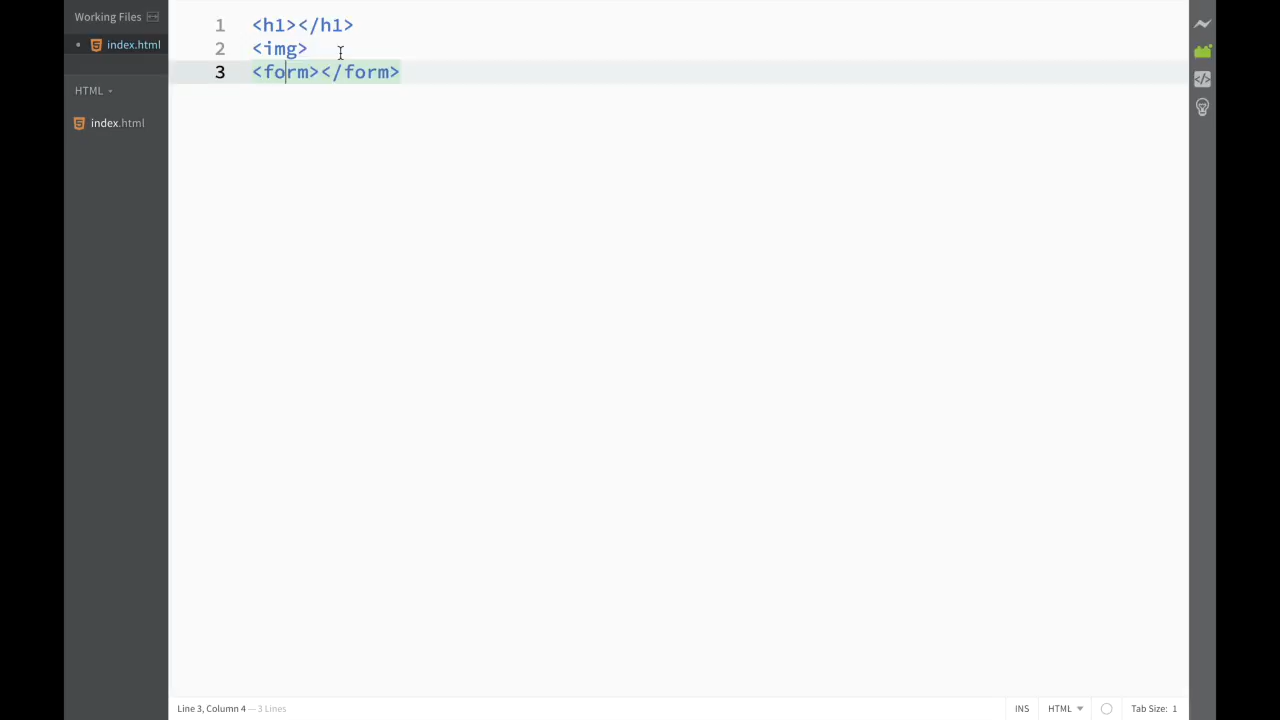 Working Files
index.html
HTML
index.html
1 <h1></h1>
2 <img>
3 <form></form>
Line 3, Column 4 — 3 Lines
INS HTML Tab Size: 1